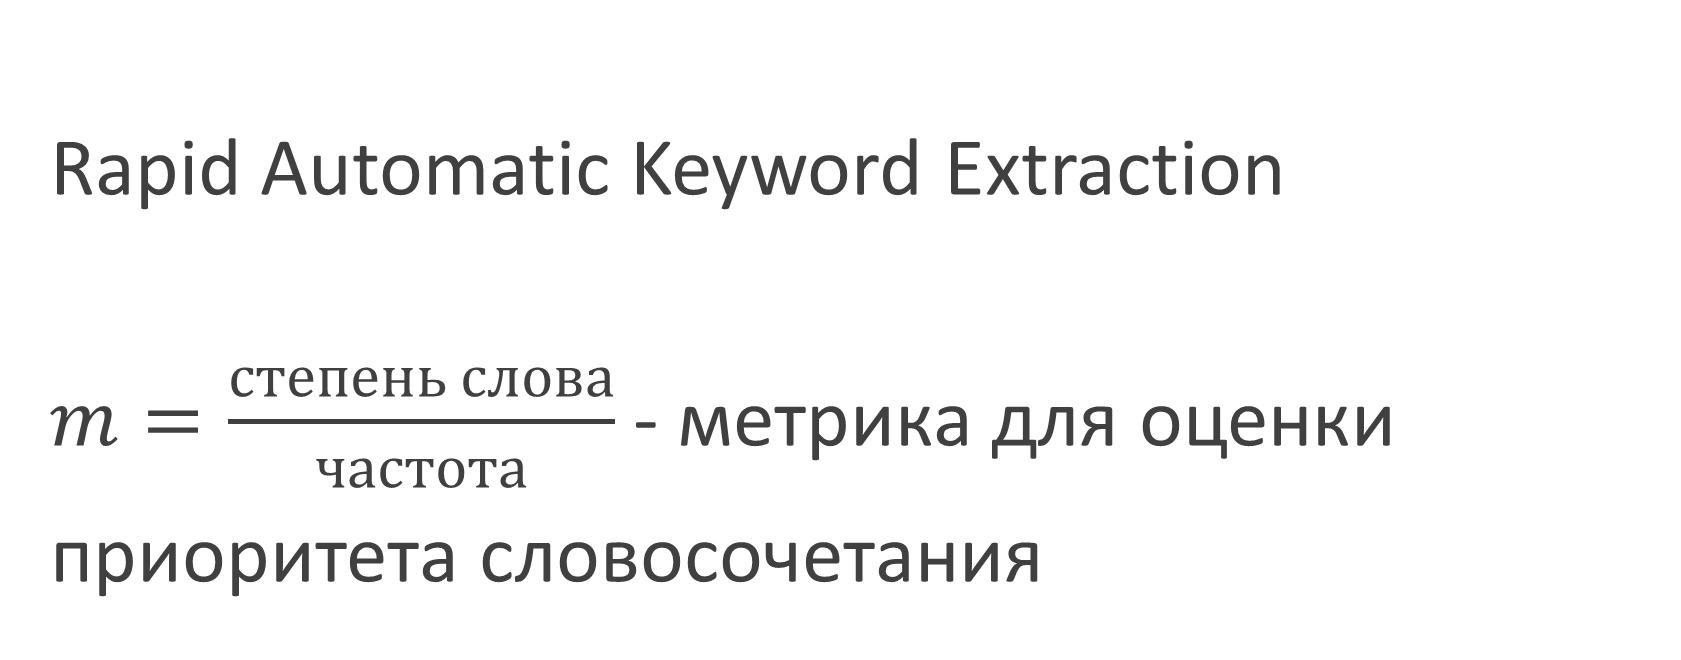 Rapid Automatic Keyword Extraction
m = степень слова / частота - метрика для оценки
приоритета словосочетания